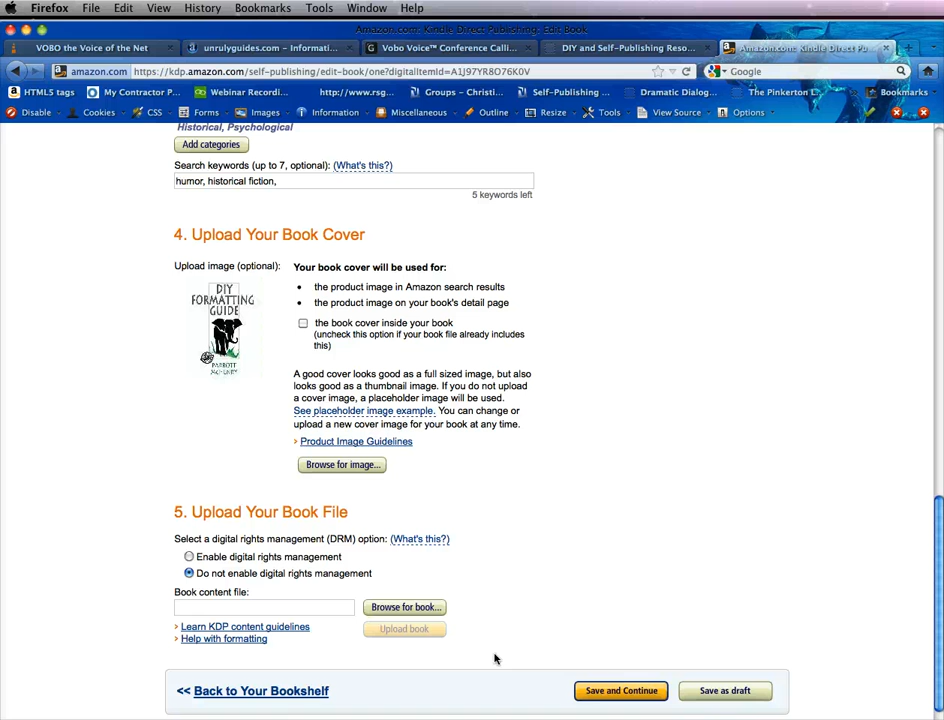 Firefox File Edit View History Bookmarks Tools Window Help
Amazon.com: Kindle Direct Publishing: Edit Book
VOBO the Voice of the Net
unrulyguides.com – Informati...
Vobo Voice™ Conference Calli...
DIY and Self-Publishing Reso...
Amazon.com: Kindle Direct Pu...
amazon.com https://kdp.amazon.com/self-publishing/edit-book/one?digitalItemId=A1J97YR8O76K0V
Google
HTML5 tags My Contractor P... Webinar Recordi... http://www.rsg... Groups – Christi... Self-Publishing ... Dramatic Dialog... The Pinkerton Bookmarks
Disable Cookies CSS Forms Images Information Miscellaneous Outline Resize Tools View Source Options
Historical, Psychological
Add categories
Search keywords (up to 7, optional): (What's this?)
humor, historical fiction,
5 keywords left
4. Upload Your Book Cover
Upload image (optional):
DIY
FORMATTING
GUIDE
PARROTT
MCHENRY
Your book cover will be used for:
• the product image in Amazon search results
• the product image on your book's detail page
the book cover inside your book
(uncheck this option if your book file already includes
this)
A good cover looks good as a full sized image, but also
looks good as a thumbnail image. If you do not upload
a cover image, a placeholder image will be used.
See placeholder image example. You can change or
upload a new cover image for your book at any time.
› Product Image Guidelines
Browse for image...
5. Upload Your Book File
Select a digital rights management (DRM) option: (What's this?)
Enable digital rights management
Do not enable digital rights management
Book content file:
Browse for book...
› Learn KDP content guidelines
Upload book
› Help with formatting
<< Back to Your Bookshelf
Save and Continue
Save as draft